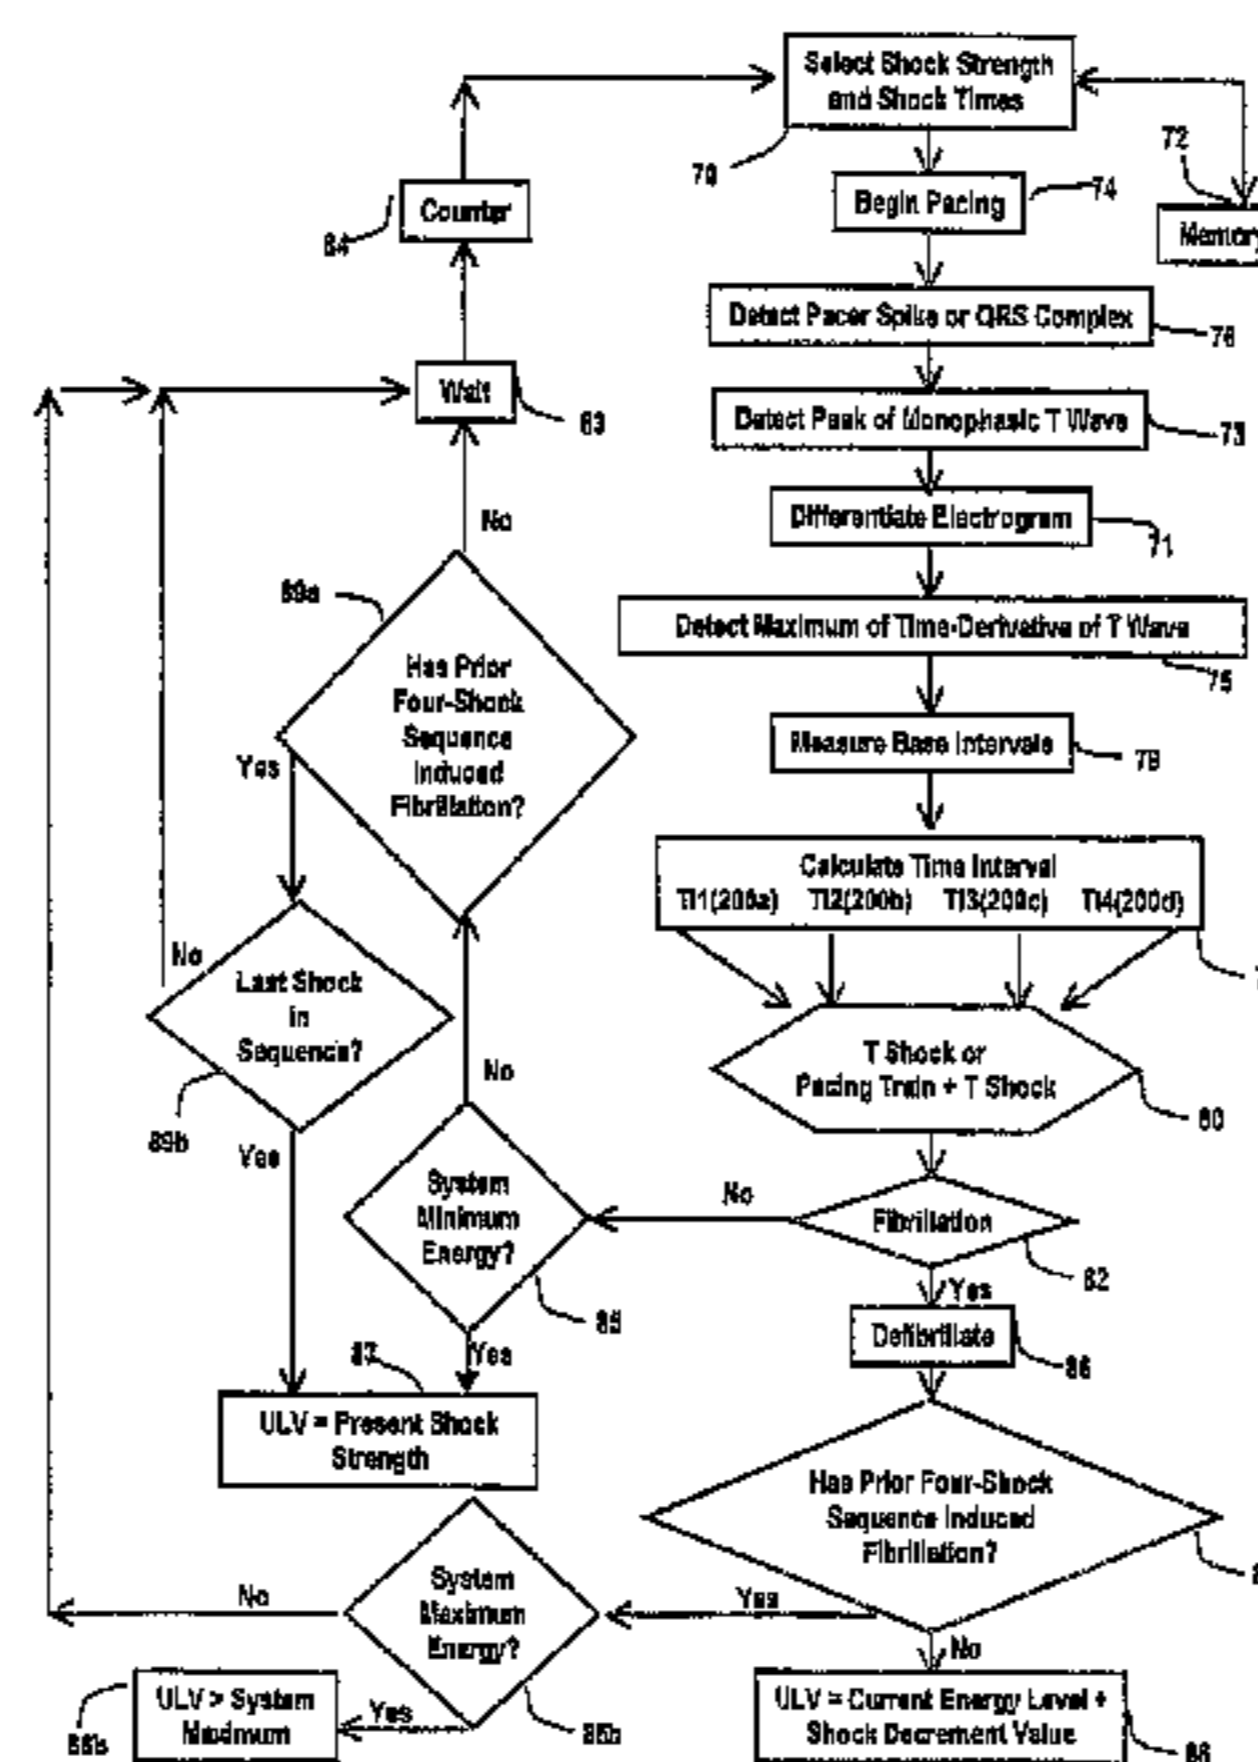 Select Shock Strength
and Shock Times
70
72
Memory
Begin Pacing
74
Counter
84
Detect Pacer Spike or QRS Complex
76
Wait
83
Detect Peak of Monophasic T Wave
73
Differentiate Electrogram
71
No
89a
Has Prior
Four-Shock
Sequence
Induced
Fibrillation?
Yes
Detect Maximum of Time-Derivative of T Wave
75
Measure Base Intervals
78
Calculate Time Interval
TI1(200a) TI2(200b) TI3(200c) TI4(200d)
No
Last Shock
in
Sequence?
89b
Yes
No
T Shock or
Pacing Train + T Shock
80
System
Minimum
Energy?
85
Yes
No
Fibrillation
82
Yes
Defibrillate
86
87
ULV = Present Shock
Strength
Has Prior Four-Shock
Sequence Induced
Fibrillation?
Yes
No
System
Maximum
Energy?
85b
No
Yes
ULV > System
Maximum
88b
ULV = Current Energy Level +
Shock Decrement Value
88